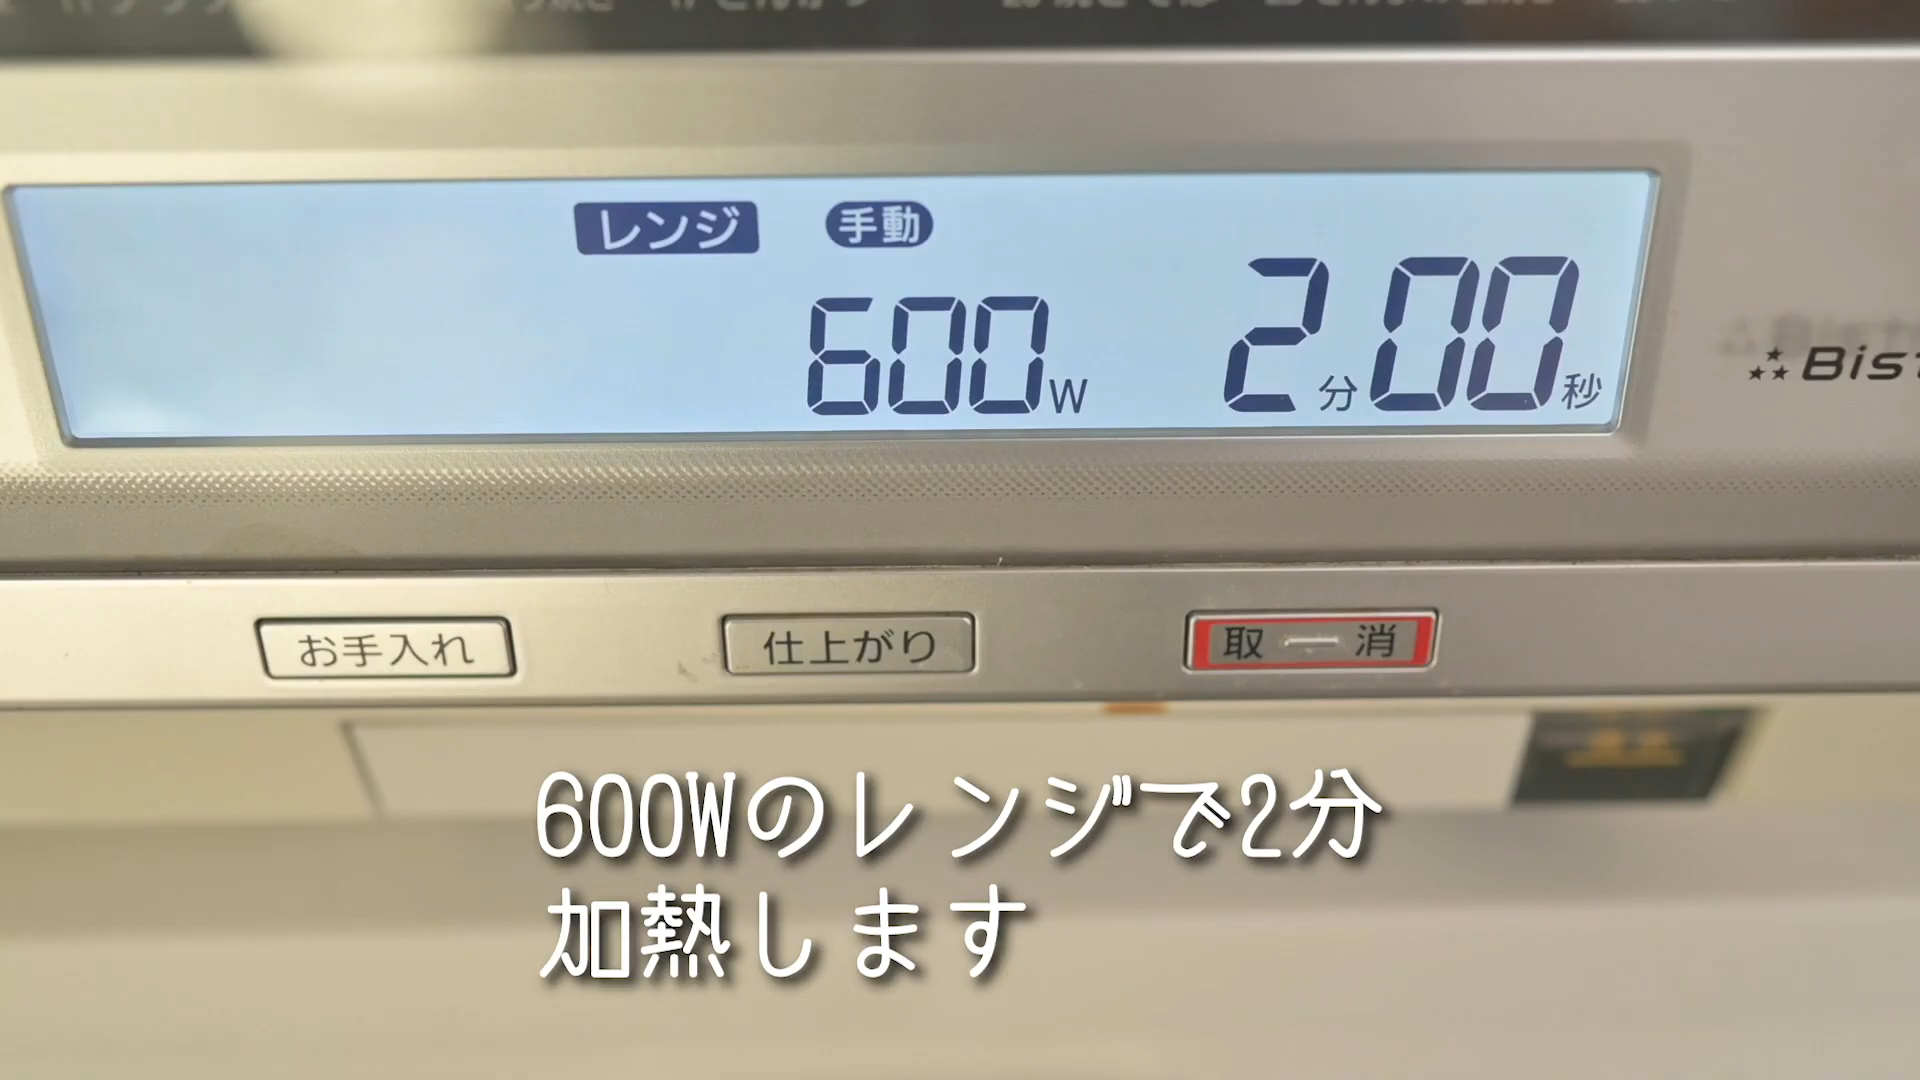 レンジ 手動
600W 2分00秒
お手入れ 仕上がり 取消
600Wのレンジで2分
加熱します